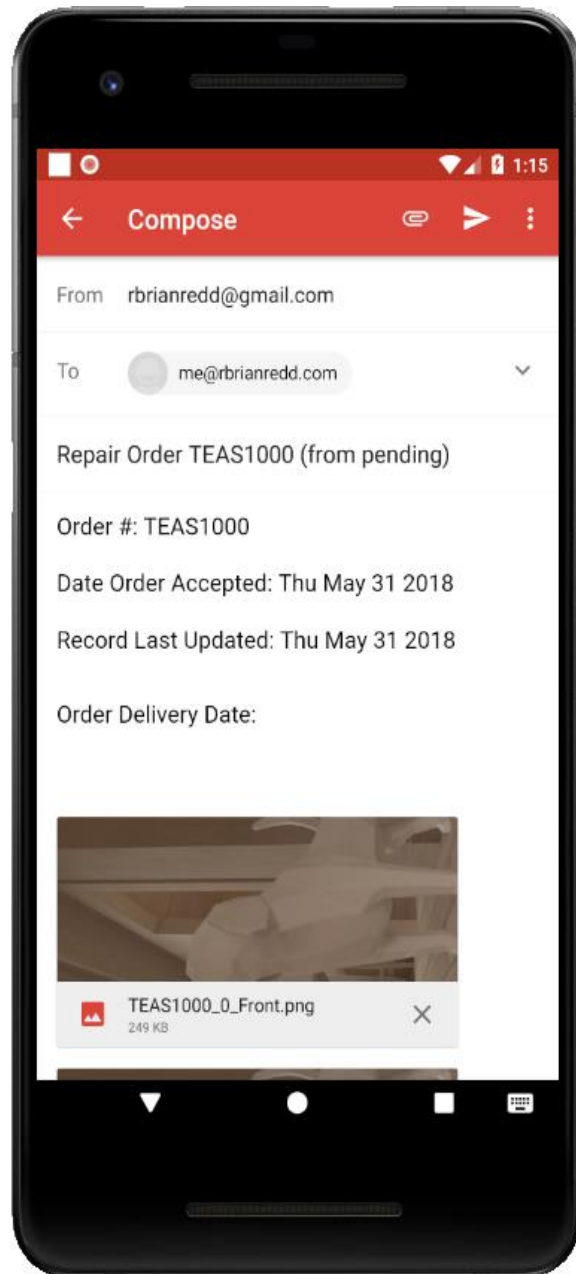 1:15
Compose
From rbrianredd@gmail.com
To me@rbrianredd.com
Repair Order TEAS1000 (from pending)
Order #: TEAS1000
Date Order Accepted: Thu May 31 2018
Record Last Updated: Thu May 31 2018
Order Delivery Date:
TEAS1000_0_Front.png
249 KB